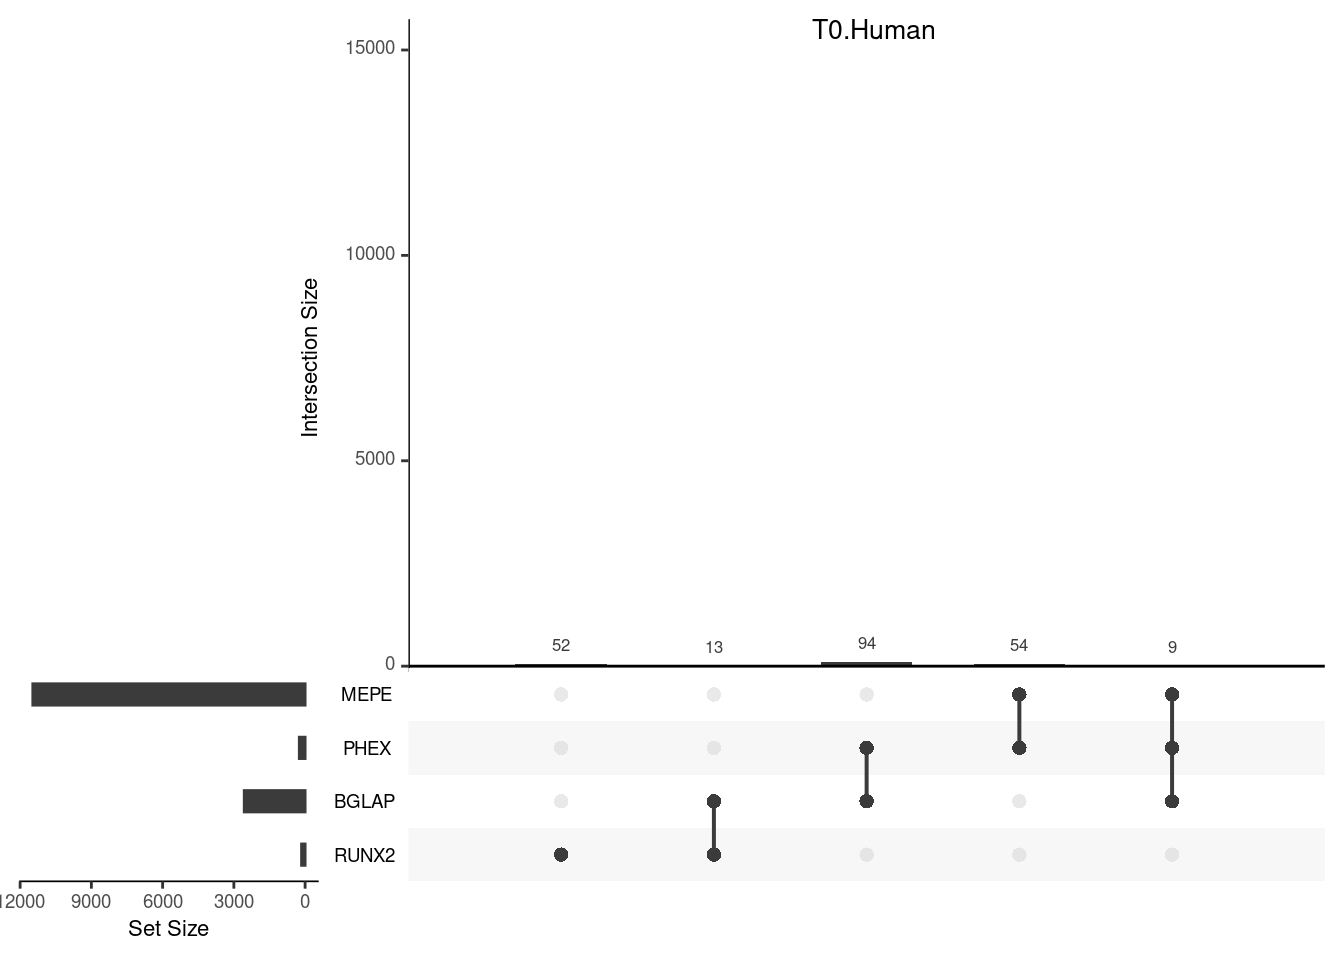 T0.Human
15000
10000
5000
0
Intersection Size
52 13 94 54 9
MEPE
PHEX
BGLAP
RUNX2
12000 9000 6000 3000 0
Set Size